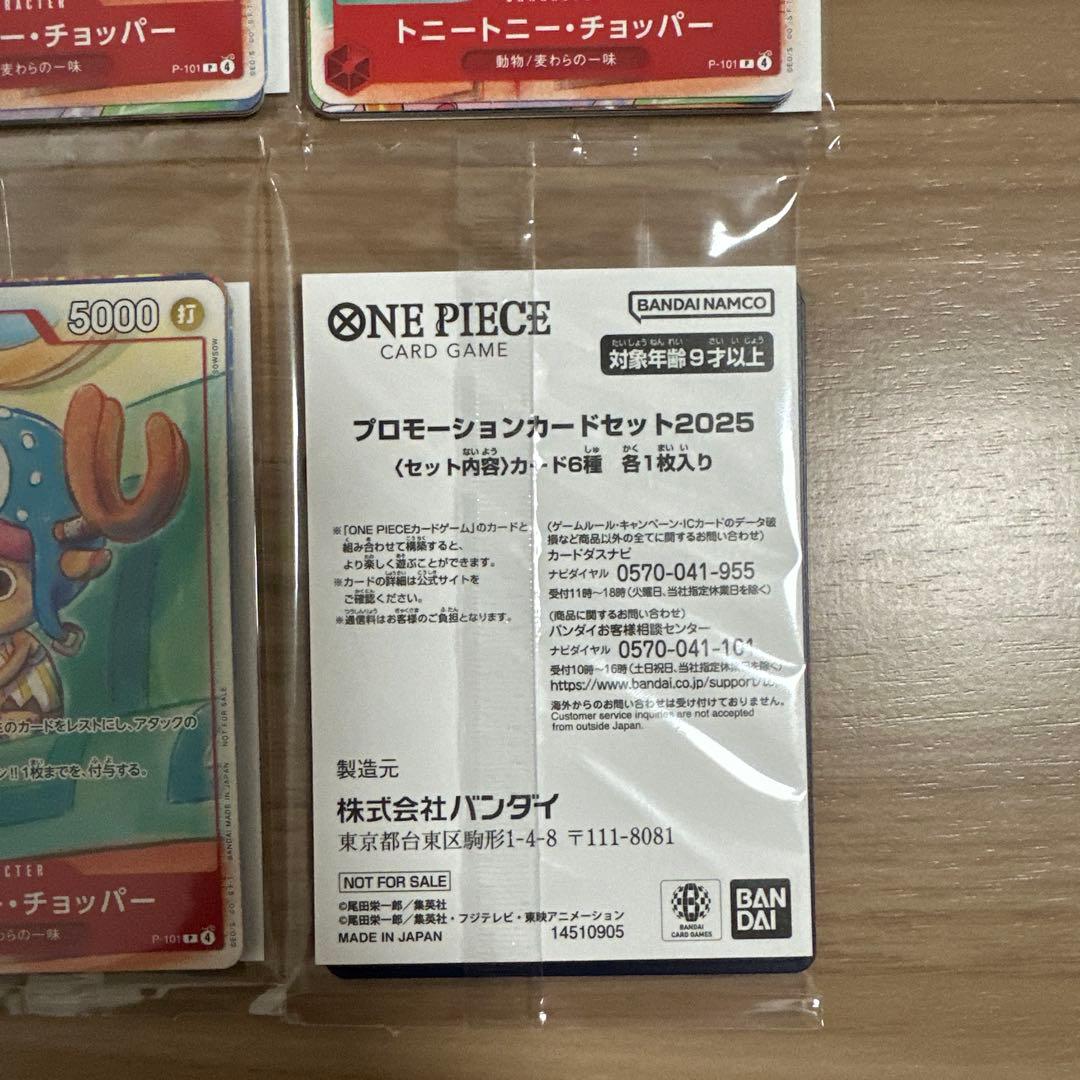 ー・チョッパー
麦わらの一味
P-101 P 4
トニートニー・チョッパー
動物/麦わらの一味
P-101 P 4
5000 打
SOWSOW
のカードをレストにし、アタックの
!!1枚までを、付与する。
BANDAI MADE IN JAPAN NOT FOR SALE
・チョッパー
らの一味
P-101 P 4
ONE PIECE
CARD GAME
BANDAI NAMCO
対象年齢9才以上
プロモーションカードセット2025
〈セット内容〉カード6種 各1枚入り
※「ONE PIECEカードゲーム」のカードと
組み合わせて構築すると、
より楽しく遊ぶことができます。
※カードの詳細は公式サイトを
ご確認ください。
※通信料はお客様のご負担となります。
〈ゲームルール・キャンペーン・ICカードのデータ破
損など商品以外の全てに関するお問い合わせ〉
カードダスナビ
ナビダイヤル 0570-041-955
受付11時〜18時(火曜日、当社指定休業日を除く)
〈商品に関するお問い合わせ〉
バンダイお客様相談センター
ナビダイヤル 0570-041-101
受付10時〜16時(土日祝日、当社指定休業日を除く)
https://www.bandai.co.jp/support/
海外からのお問い合わせは受け付けておりません。
Customer service inquiries are not accepted
from outside Japan.
製造元
株式会社バンダイ
東京都台東区駒形1-4-8 〒111-8081
NOT FOR SALE
©尾田栄一郎/集英社
©尾田栄一郎/集英社・フジテレビ・東映アニメーション
MADE IN JAPAN 14510905
BANDAI
CARD GAMES
BAN
DAI